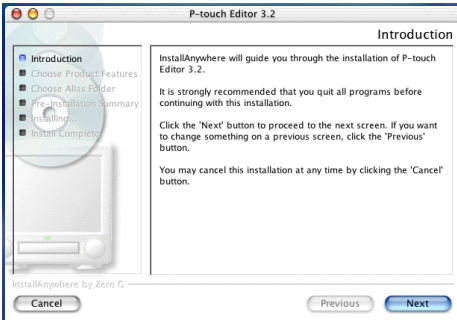 P-touch Editor 3.2
Introduction
Introduction
Choose Product Features
Choose Alias Folder
Pre-Installation Summary
Installing...
Install Complete
InstallAnywhere will guide you through the installation of P-touch
Editor 3.2.
It is strongly recommended that you quit all programs before
continuing with this installation.
Click the 'Next' button to proceed to the next screen. If you want
to change something on a previous screen, click the 'Previous'
button.
You may cancel this installation at any time by clicking the 'Cancel'
button.
InstallAnywhere by Zero G
Cancel
Previous
Next